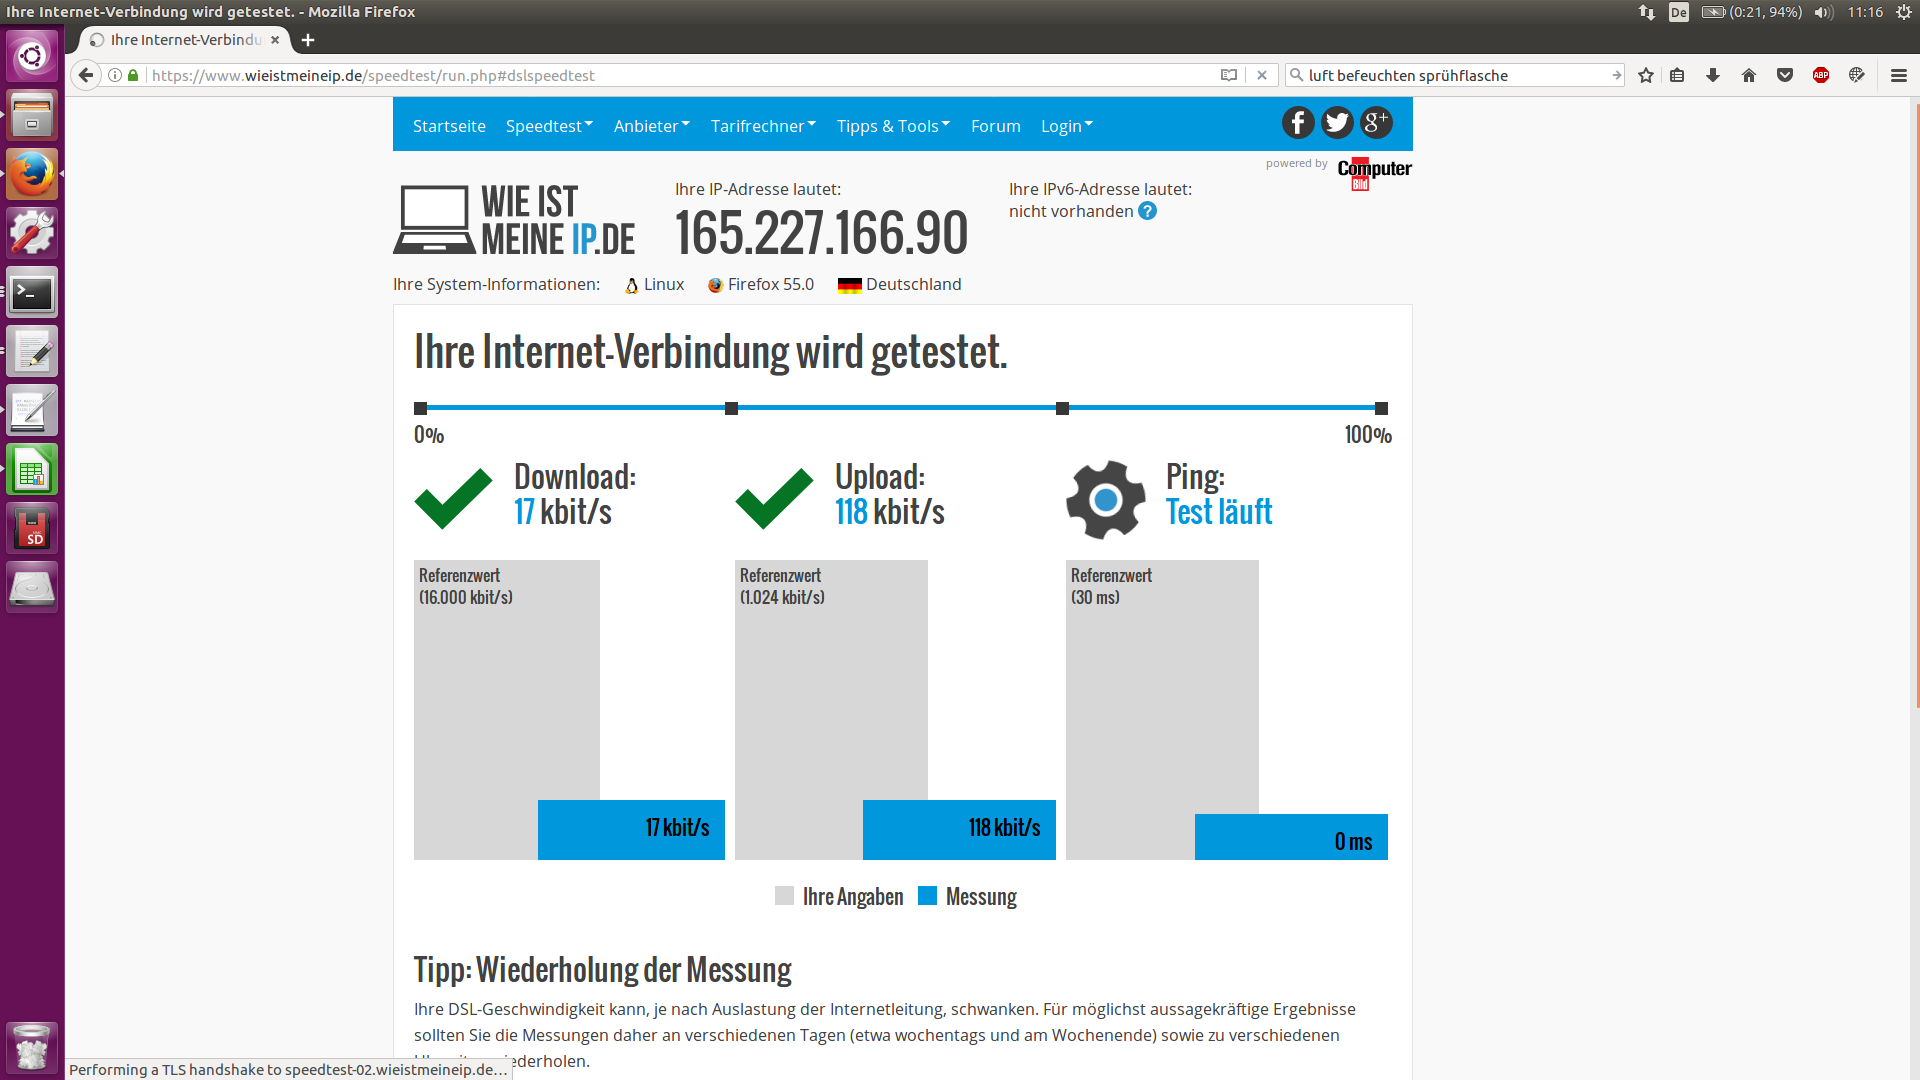 Ihre Internet-Verbindung wird getestet. - Mozilla Firefox
De
(0:21, 94%)
11:16
Ihre Internet-Verbindu
https://www.wieistmeineip.de/speedtest/run.php#dslspeedtest
luft befeuchten sprühflasche
ABP
Startseite
Speedtest
Anbieter
Tarifrechner
Tipps & Tools
Forum
Login
powered by
Computer
Bild
WIE IST
MEINE IP.DE
Ihre IP-Adresse lautet:
165.227.166.90
Ihre IPv6-Adresse lautet:
nicht vorhanden ?
Ihre System-Informationen:
Linux
Firefox 55.0
Deutschland
Ihre Internet-Verbindung wird getestet.
0%
100%
Download:
17 kbit/s
Upload:
118 kbit/s
Ping:
Test läuft
Referenzwert
(16.000 kbit/s)
17 kbit/s
Referenzwert
(1.024 kbit/s)
118 kbit/s
Referenzwert
(30 ms)
0 ms
Ihre Angaben
Messung
Tipp: Wiederholung der Messung
Ihre DSL-Geschwindigkeit kann, je nach Auslastung der Internetleitung, schwanken. Für möglichst aussagekräftige Ergebnisse
sollten Sie die Messungen daher an verschiedenen Tagen (etwa wochentags und am Wochenende) sowie zu verschiedenen
iederholen.
Performing a TLS handshake to speedtest-02.wieistmeineip.de…
SD